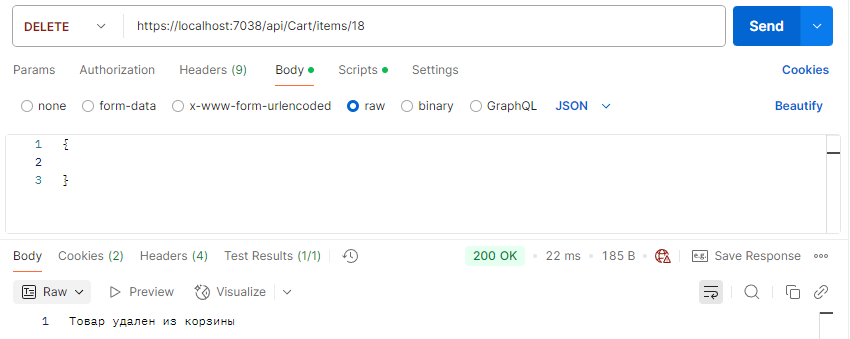 DELETE https://localhost:7038/api/Cart/items/18 Send
Params Authorization Headers (9) Body Scripts Settings Cookies
none form-data x-www-form-urlencoded raw binary GraphQL JSON Beautify
1 {
2
3 }
Body Cookies (2) Headers (4) Test Results (1/1) 200 OK 22 ms 185 B e.g. Save Response
Raw Preview Visualize
1 Товар удален из корзины